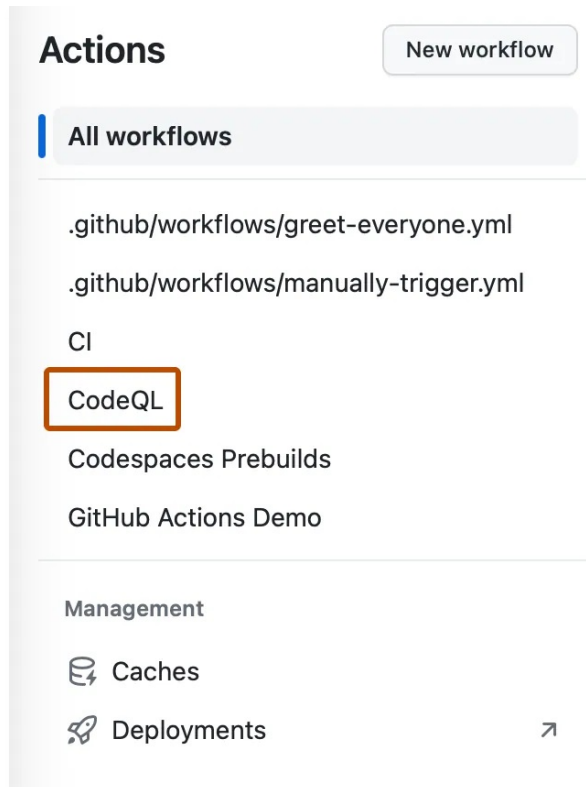 Actions
New workflow
All workflows
.github/workflows/greet-everyone.yml
.github/workflows/manually-trigger.yml
CI
CodeQL
Codespaces Prebuilds
GitHub Actions Demo
Management
Caches
Deployments